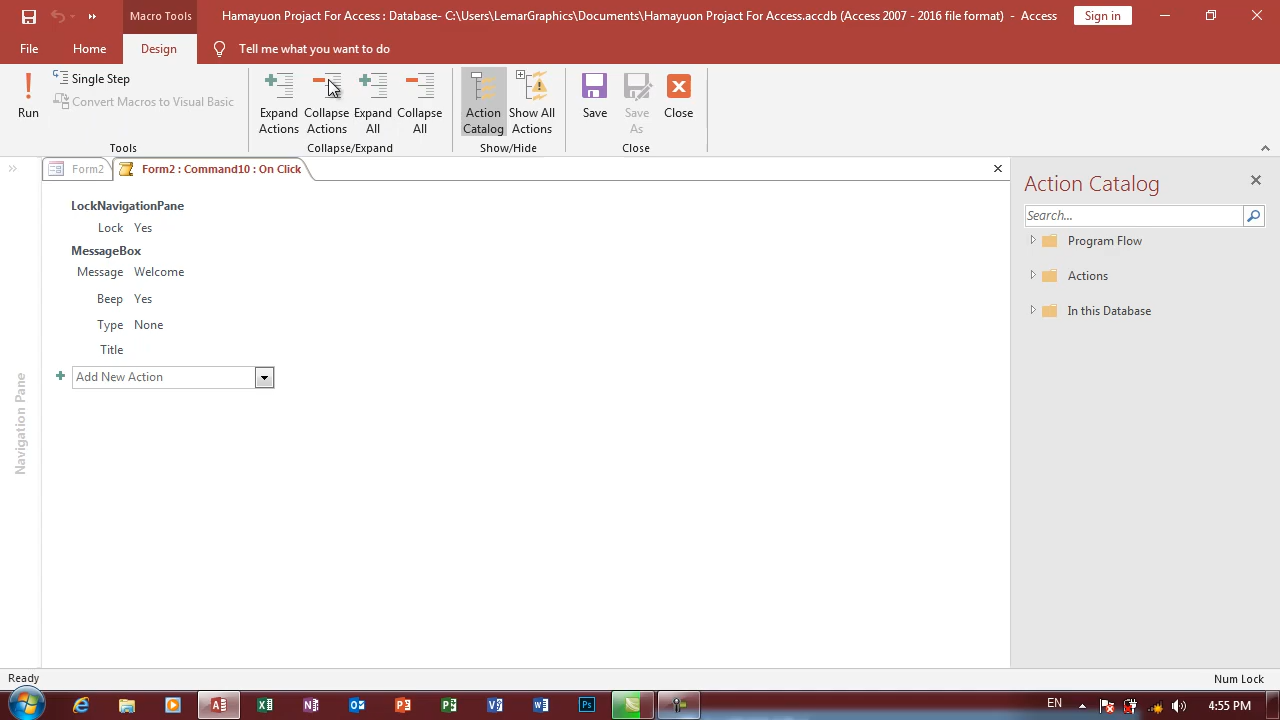 Macro Tools
Hamayuon Projact For Access : Database- C:\Users\LemarGraphics\Documents\Hamayuon Projact For Access.accdb (Access 2007 - 2016 file format) - Access
Sign in
File
Home
Design
Tell me what you want to do
Run
Single Step
Convert Macros to Visual Basic
Tools
Expand Actions
Collapse Actions
Expand All
Collapse All
Collapse/Expand
Action Catalog
Show All Actions
Show/Hide
Save
Save As
Close
Close
Form2
Form2 : Command10 : On Click
LockNavigationPane
Lock Yes
MessageBox
Message Welcome
Beep Yes
Type None
Title
Add New Action
Navigation Pane
Action Catalog
Search...
Program Flow
Actions
In this Database
Ready
Num Lock
EN
4:55 PM